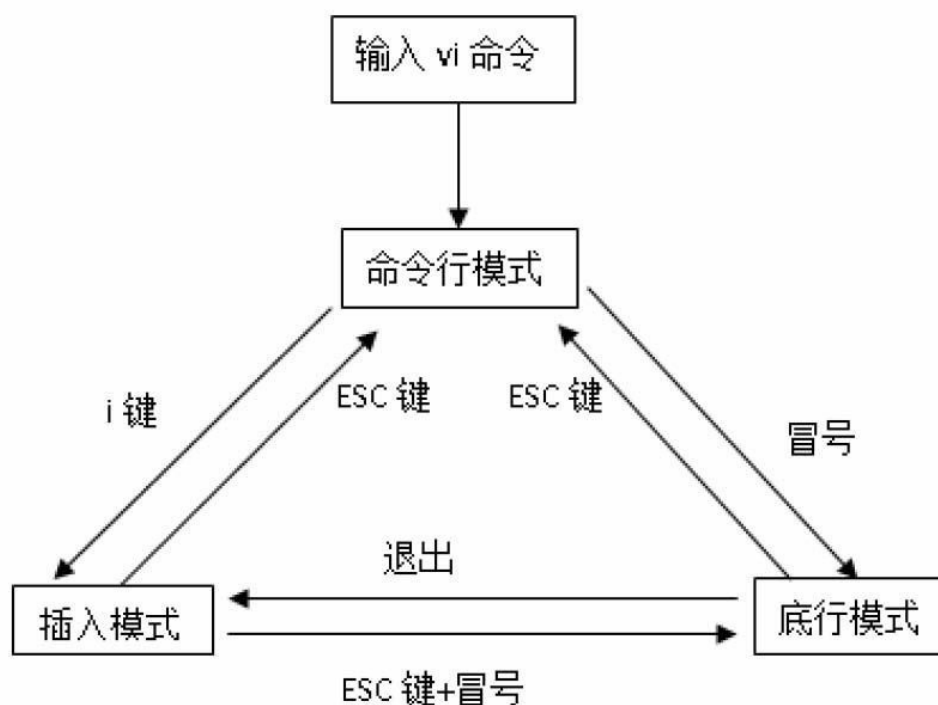 输入 vi 命令
命令行模式
i 键
ESC 键
ESC 键
冒号
退出
插入模式
底行模式
ESC 键+冒号